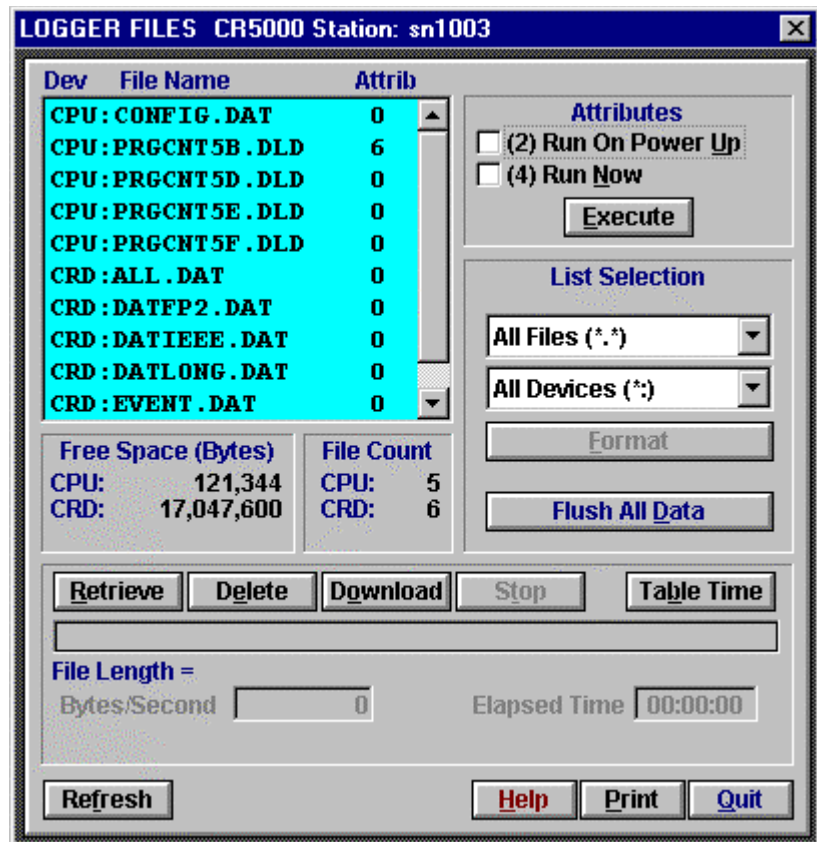 LOGGER FILES CR5000 Station: sn1003
Dev File Name Attrib
CPU:CONFIG.DAT 0
CPU:PRGCNT5B.DLD 6
CPU:PRGCNT5D.DLD 0
CPU:PRGCNT5E.DLD 0
CPU:PRGCNT5F.DLD 0
CRD:ALL.DAT 0
CRD:DATFP2.DAT 0
CRD:DATIEEE.DAT 0
CRD:DATLONG.DAT 0
CRD:EVENT.DAT 0
Attributes
(2) Run On Power Up
(4) Run Now
Execute
List Selection
All Files (*.*)
All Devices (*:)
Format
Flush All Data
Free Space (Bytes)
CPU: 121,344
CRD: 17,047,600
File Count
CPU: 5
CRD: 6
Retrieve Delete Download Stop Table Time
File Length =
Bytes/Second 0 Elapsed Time 00:00:00
Refresh Help Print Quit